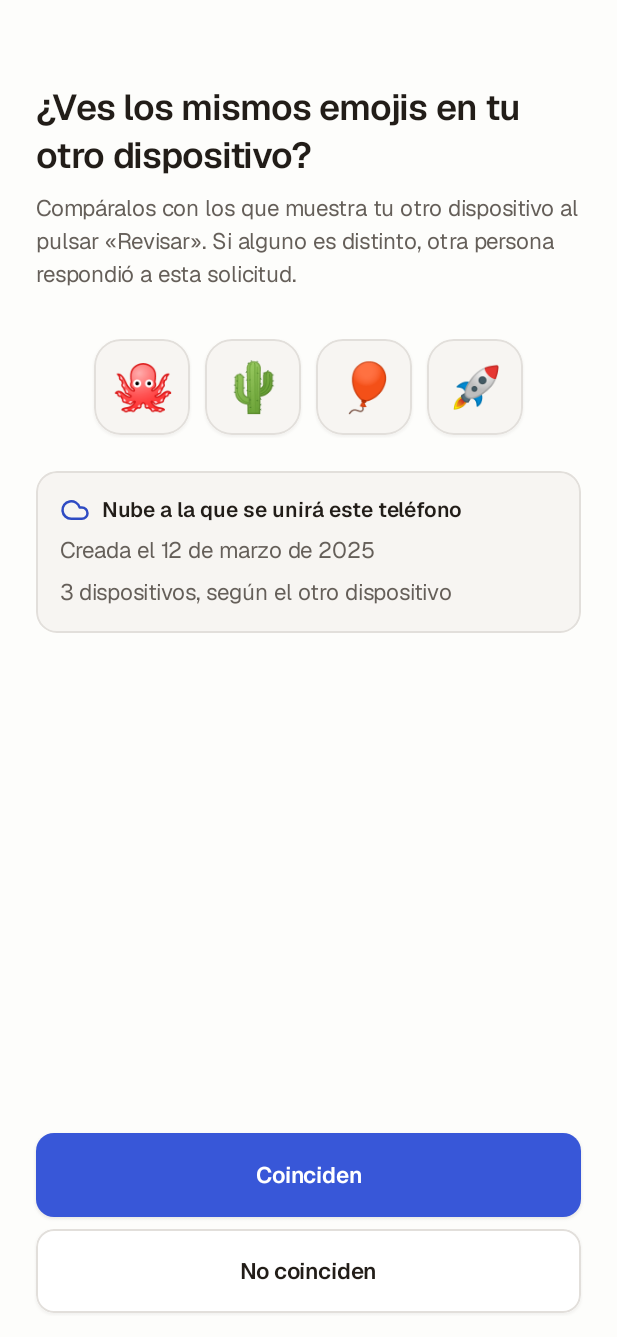 ¿Ves los mismos emojis en tu
otro dispositivo?
Compáralos con los que muestra tu otro dispositivo al
pulsar «Revisar». Si alguno es distinto, otra persona
respondió a esta solicitud.
Nube a la que se unirá este teléfono
Creada el 12 de marzo de 2025
3 dispositivos, según el otro dispositivo
Coinciden
No coinciden